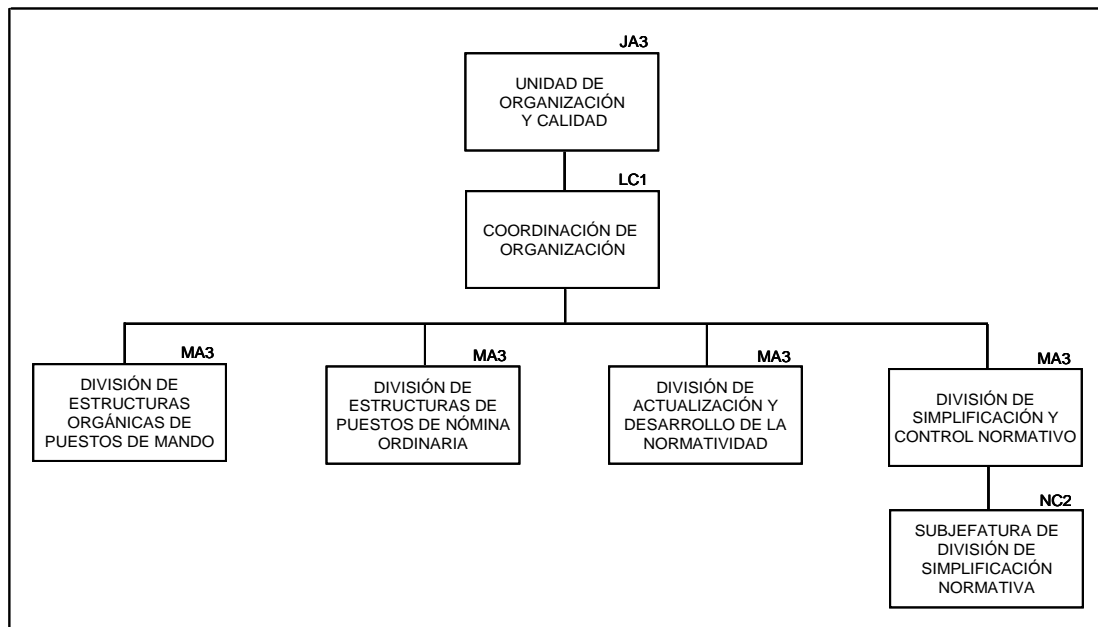 JA3
UNIDAD DE
ORGANIZACIÓN
Y CALIDAD
LC1
COORDINACIÓN DE
ORGANIZACIÓN
MA3
DIVISIÓN DE
ESTRUCTURAS
ORGÁNICAS DE
PUESTOS DE MANDO
MA3
DIVISIÓN DE
ESTRUCTURAS DE
PUESTOS DE NÓMINA
ORDINARIA
MA3
DIVISIÓN DE
ACTUALIZACIÓN Y
DESARROLLO DE LA
NORMATIVIDAD
MA3
DIVISIÓN DE
SIMPLIFICACIÓN Y
CONTROL NORMATIVO
NC2
SUBJEFATURA DE
DIVISIÓN DE
SIMPLIFICACIÓN
NORMATIVA